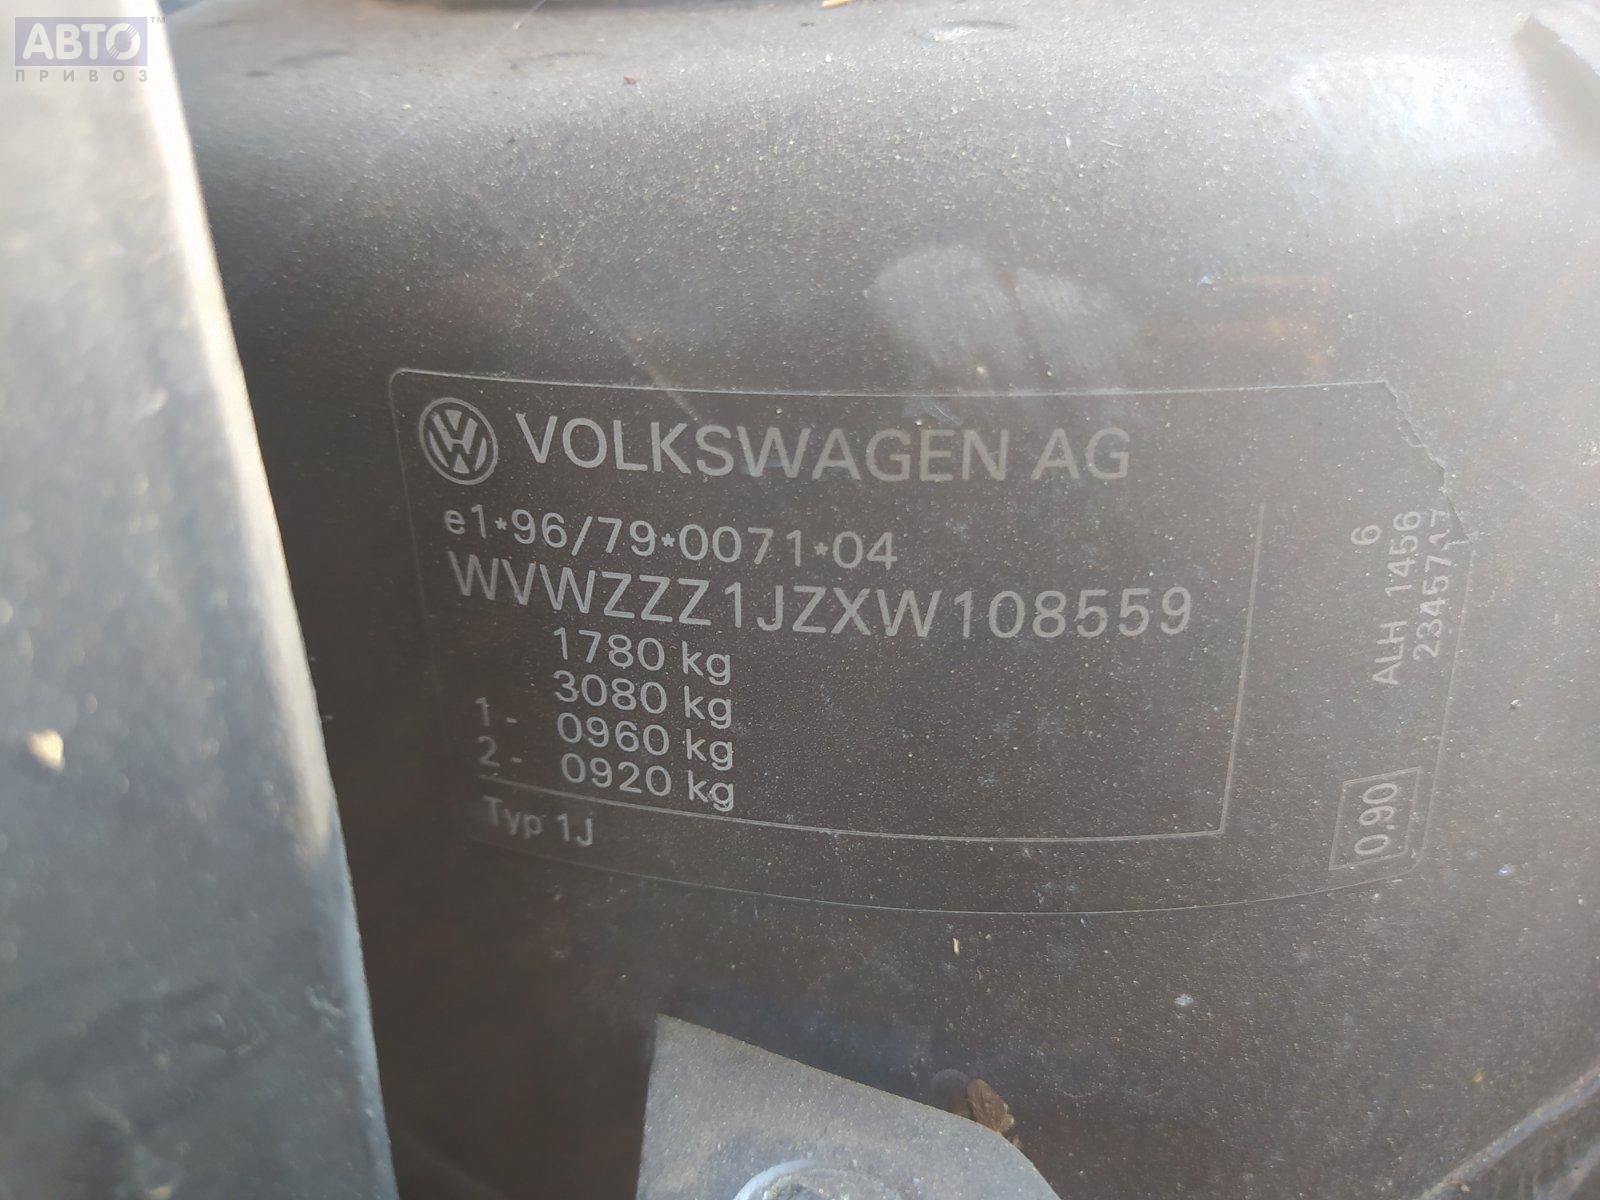 АВТО™
ПРИВОЗ
VOLKSWAGEN AG
e1*96/79*0071*04
WVWZZZ1JZXW108559
1780 kg
3080 kg
1- 0960 kg
2- 0920 kg
Typ 1J
6
ALH 1456
0,90